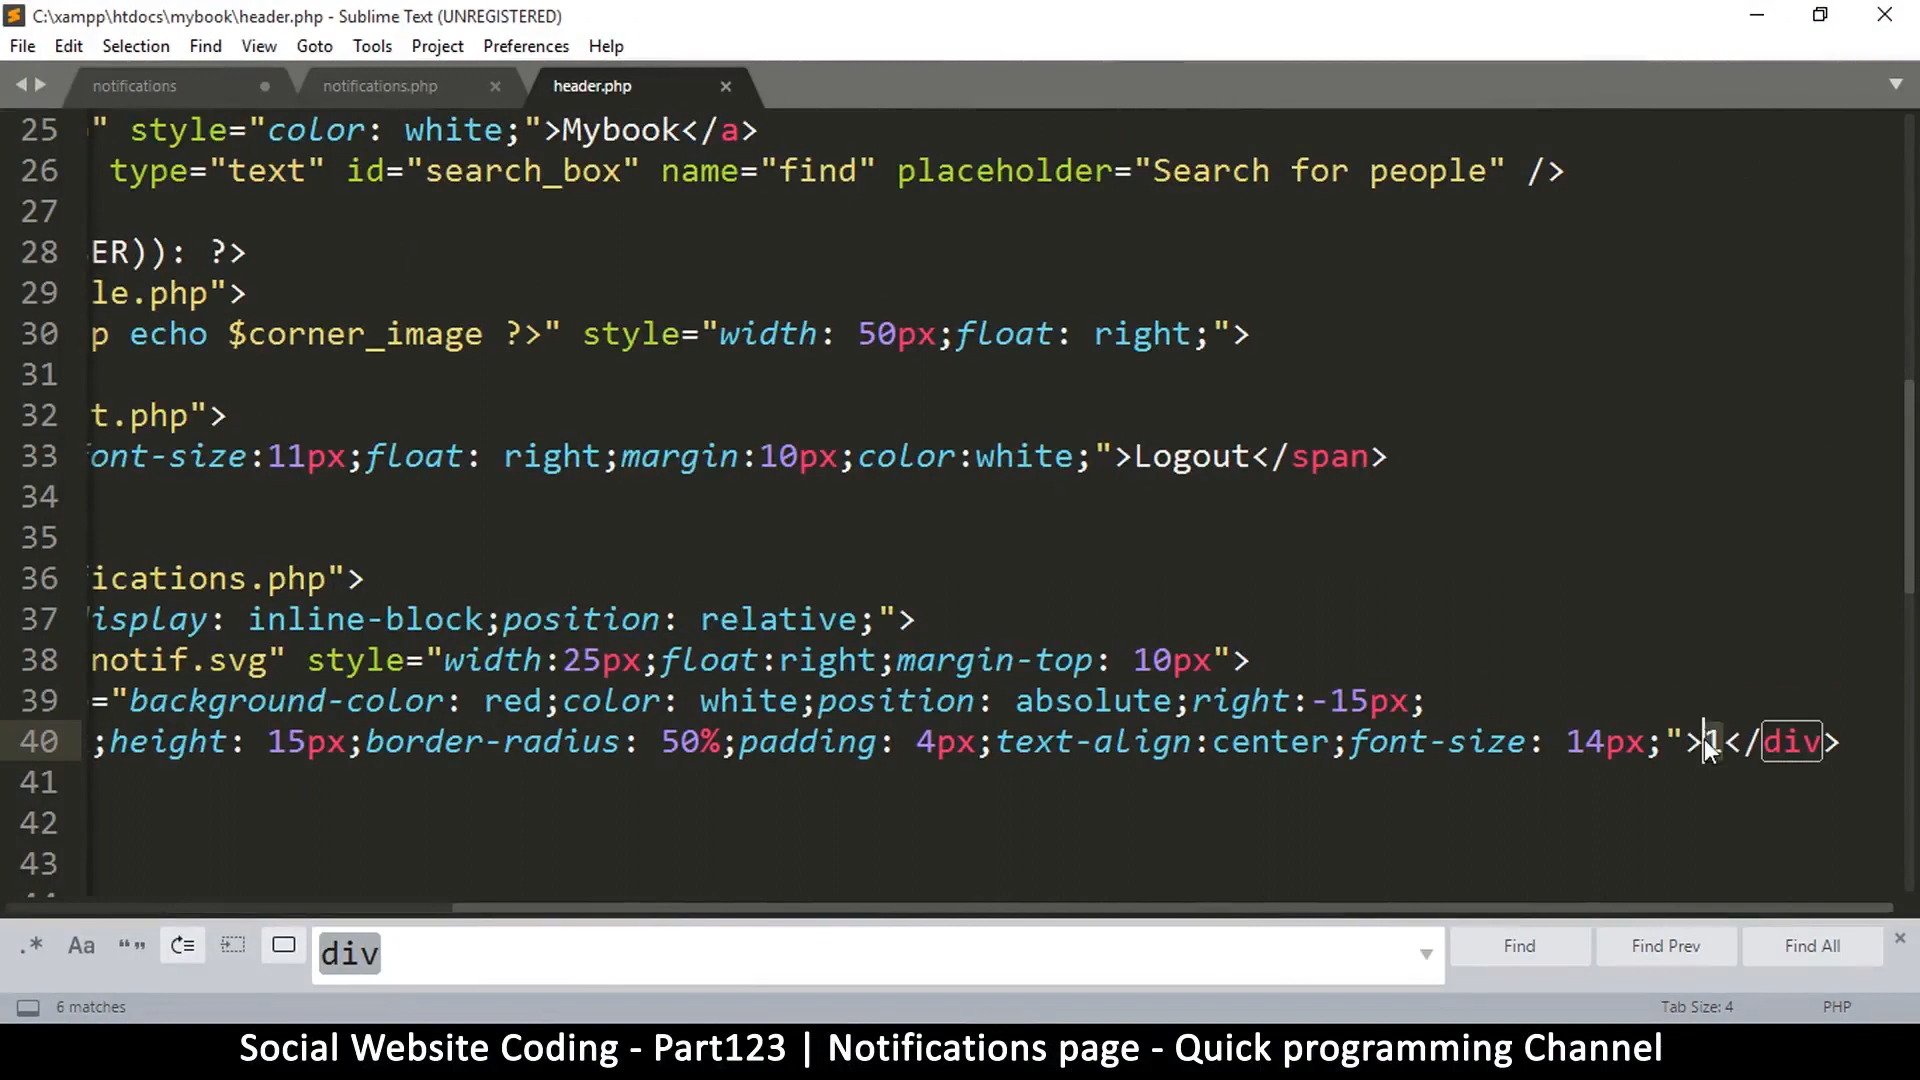 C:\xampp\htdocs\mybook\header.php - Sublime Text (UNREGISTERED)
File Edit Selection Find View Goto Tools Project Preferences Help
notifications notifications.php header.php
25 " style="color: white;">Mybook</a>
26 type="text" id="search_box" name="find" placeholder="Search for people" />
27
28 ER)): ?>
29 le.php">
30 p echo $corner_image ?>" style="width: 50px;float: right;">
31
32 t.php">
33 ont-size:11px;float: right;margin:10px;color:white;">Logout</span>
34
35
36 ications.php">
37 isplay: inline-block;position: relative;">
38 notif.svg" style="width:25px;float:right;margin-top: 10px">
39 ="background-color: red;color: white;position: absolute;right:-15px;
40 ;height: 15px;border-radius: 50%;padding: 4px;text-align:center;font-size: 14px;">1</div>
41
42
43
.* Aa “” div Find Find Prev Find All
6 matches Tab Size: 4 PHP
Social Website Coding - Part123 | Notifications page - Quick programming Channel